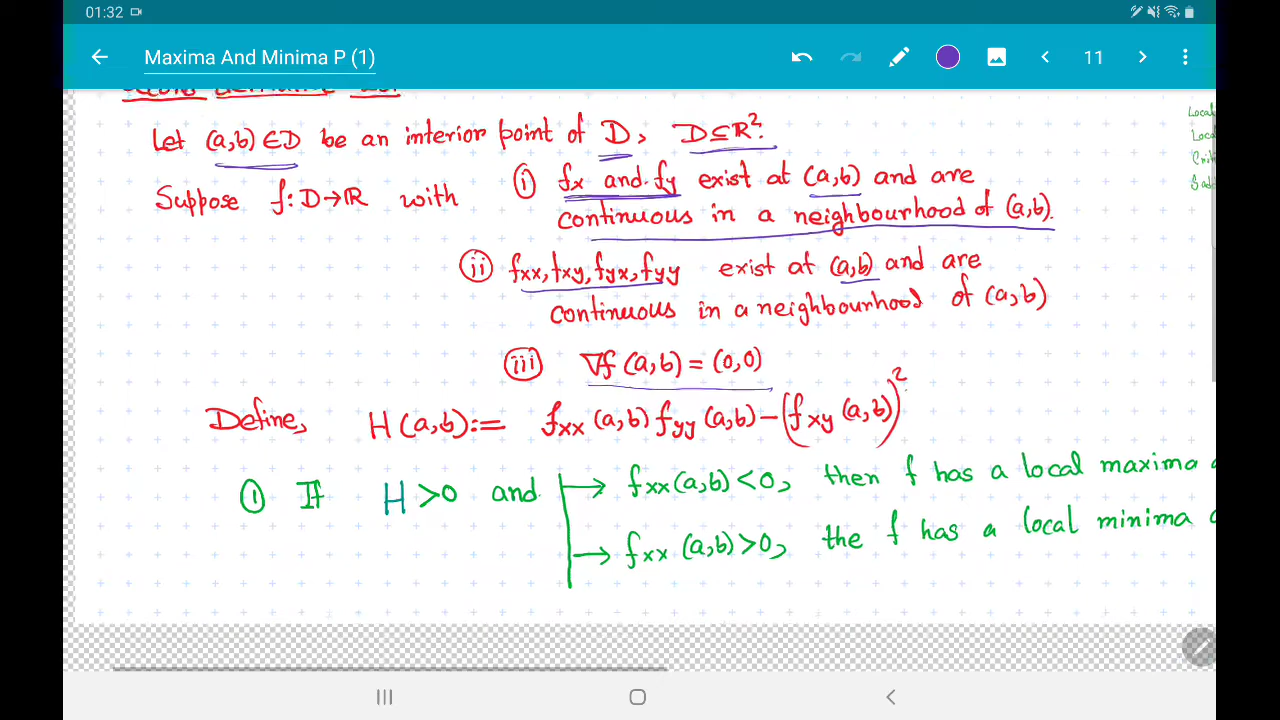 01:32
Maxima And Minima P (1)
11
Let (a,b) ∈ D be an interior point of D, D ⊆ ℝ².
Suppose f: D→ℝ with
(i) fx and fy exist at (a,b) and are
continuous in a neighbourhood of (a,b).
(ii) fxx, fxy, fyx, fyy exist at (a,b) and are
continuous in a neighbourhood of (a,b)
(iii) ∇f (a,b) = (0,0)
Define, H(a,b) := fxx (a,b) fyy (a,b) − (fxy (a,b))²
① If H >0 and → fxx (a,b) <0, then f has a local maxima
→ fxx (a,b) >0, the f has a local minima
Local